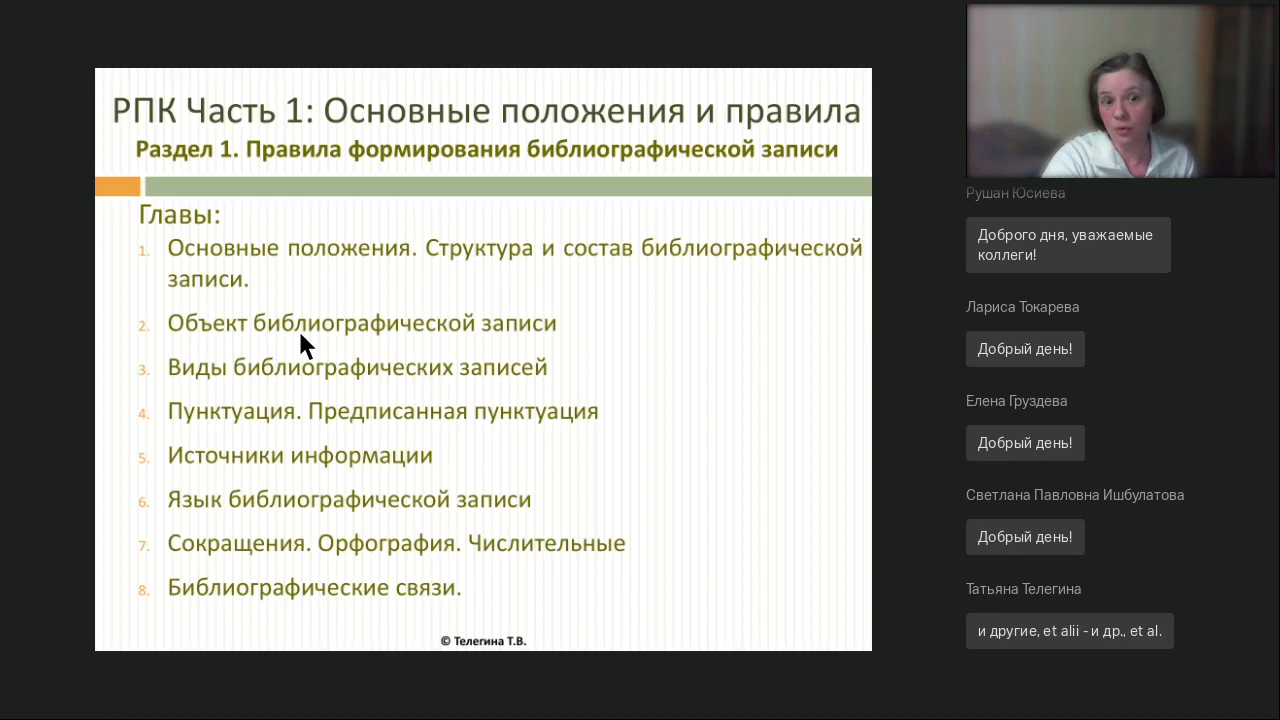 РПК Часть 1: Основные положения и правила
Раздел 1. Правила формирования библиографической записи
Главы:
1. Основные положения. Структура и состав библиографической
записи.
2. Объект библиографической записи
3. Виды библиографических записей
4. Пунктуация. Предписанная пунктуация
5. Источники информации
6. Язык библиографической записи
7. Сокращения. Орфография. Числительные
8. Библиографические связи.
© Телегина Т.В.
Рушан Юсиева
Доброго дня, уважаемые
коллеги!
Лариса Токарева
Добрый день!
Елена Груздева
Добрый день!
Светлана Павловна Ишбулатова
Добрый день!
Татьяна Телегина
и другие, et alii - и др., et al.